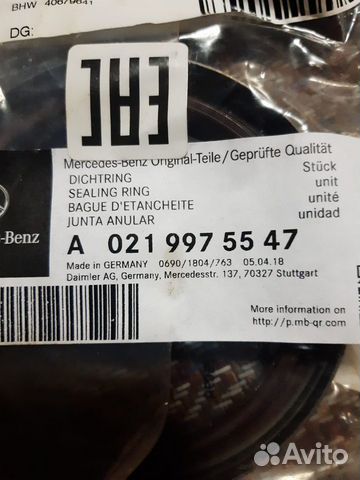 BHW 40679641
DG:
EAC
Mercedes-Benz Original-Teile/Geprüfte Qualität
DICHTRING Stück
SEALING RING unit
BAGUE D'ETANCHEITE unité
JUNTA ANULAR unidad
-Benz
A 021 997 55 47
Made in GERMANY 0690/1804/763 05.04.18
Daimler AG, Germany, Mercedesstr. 137, 70327 Stuttgart
More information on
http://p.mb-qr.com
Avito